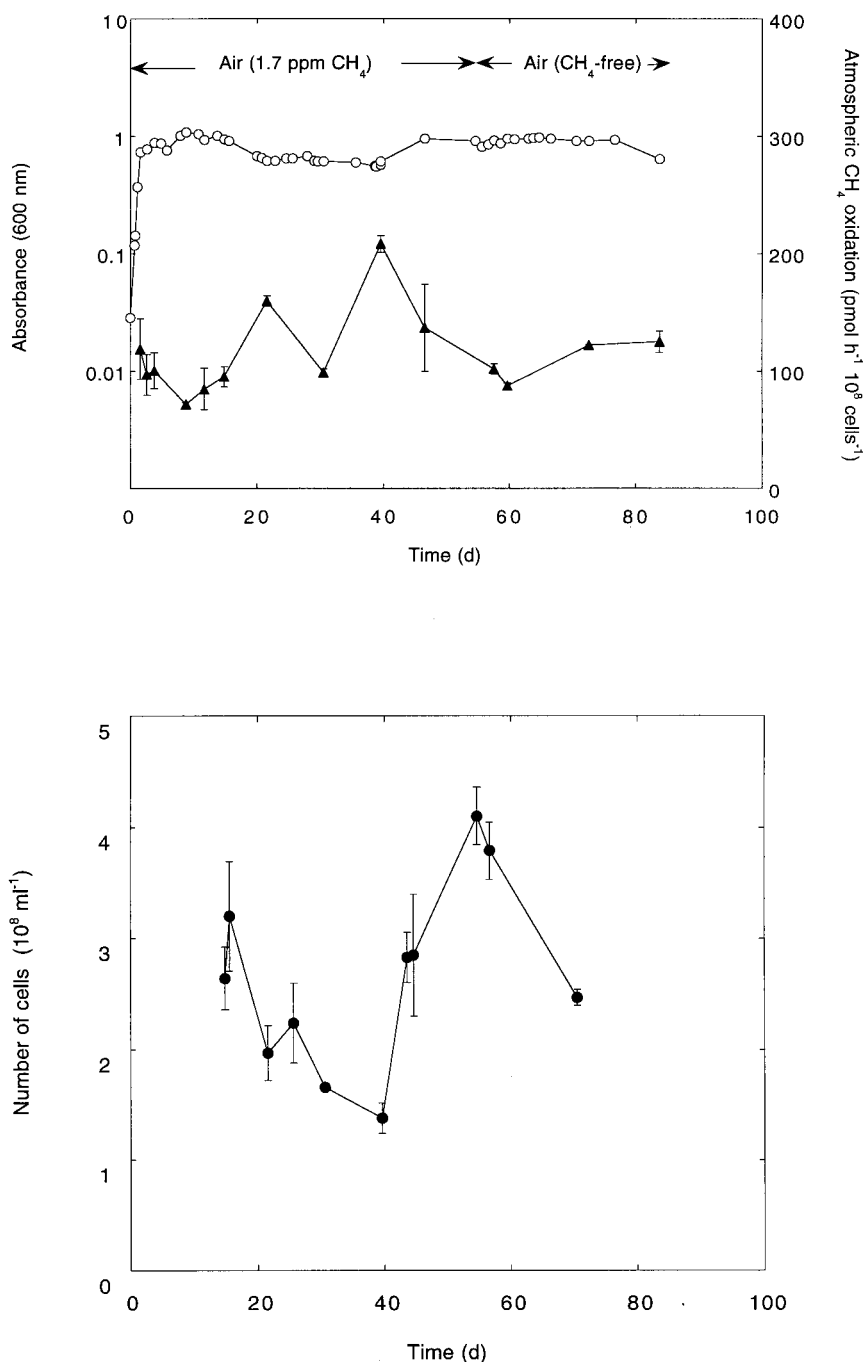 Air (1.7 ppm CH4)
Air (CH4-free)
10
1
0.1
0.01
Absorbance (600 nm)
400
300
200
100
0
Atmospheric CH4 oxidation (pmol h-1 10^8 cells-1)
0 20 40 60 80 100
Time (d)
5
4
3
2
1
0
Number of cells (10^8 ml-1)
0 20 40 60 80 100
Time (d)